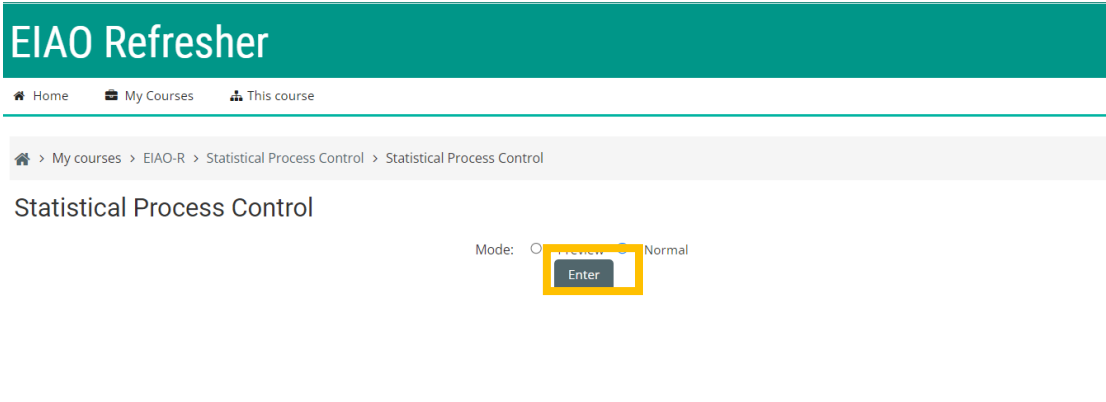 EIAO Refresher
Home My Courses This course
> My courses > EIAO-R > Statistical Process Control > Statistical Process Control
Statistical Process Control
Mode: Preview Normal
Enter